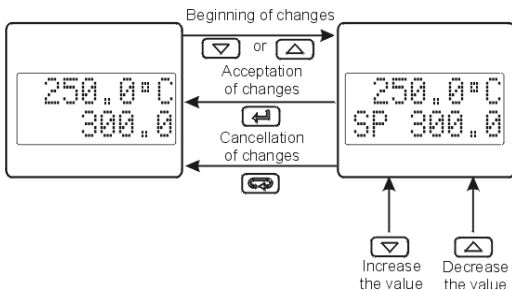 Beginning of changes
or
Acceptation
of changes
Cancellation
of changes
250.0°C
300.0
250.0°C
SP 300.0
Increase
the value
Decrease
the value